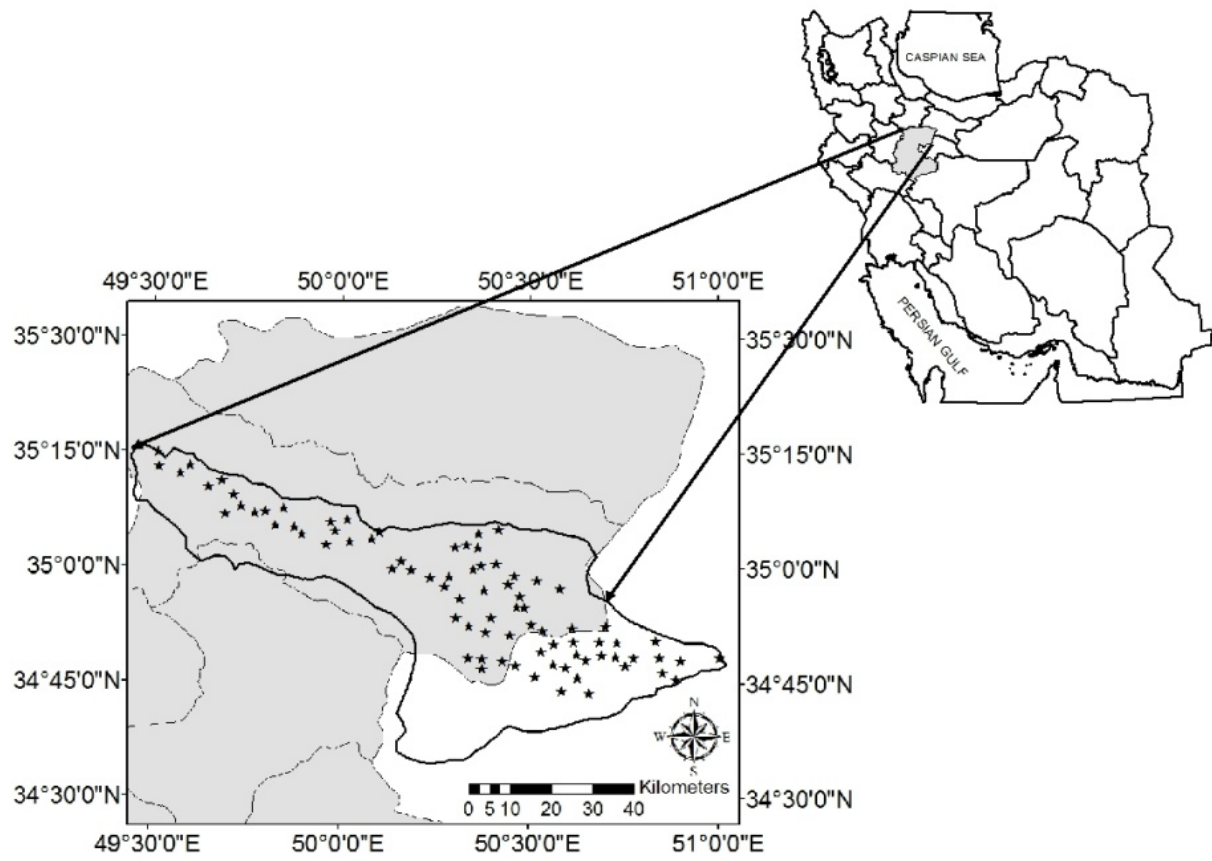 CASPIAN SEA
PERSIAN GULF
49°30'0"E 50°0'0"E 50°30'0"E 51°0'0"E
35°30'0"N 35°30'0"N
35°15'0"N 35°15'0"N
35°0'0"N 35°0'0"N
34°45'0"N 34°45'0"N
N
W E
S
Kilometers
0 5 10 20 30 40
34°30'0"N 34°30'0"N
49°30'0"E 50°0'0"E 50°30'0"E 51°0'0"E